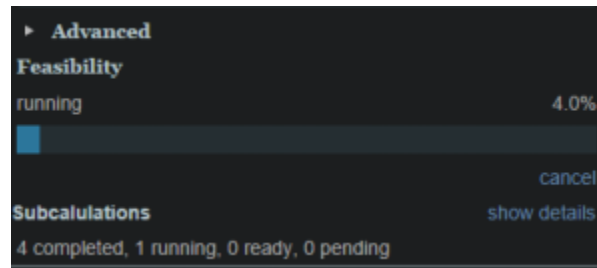 ▸ Advanced
Feasibility
running 4.0%
cancel
Subcalulations show details
4 completed, 1 running, 0 ready, 0 pending